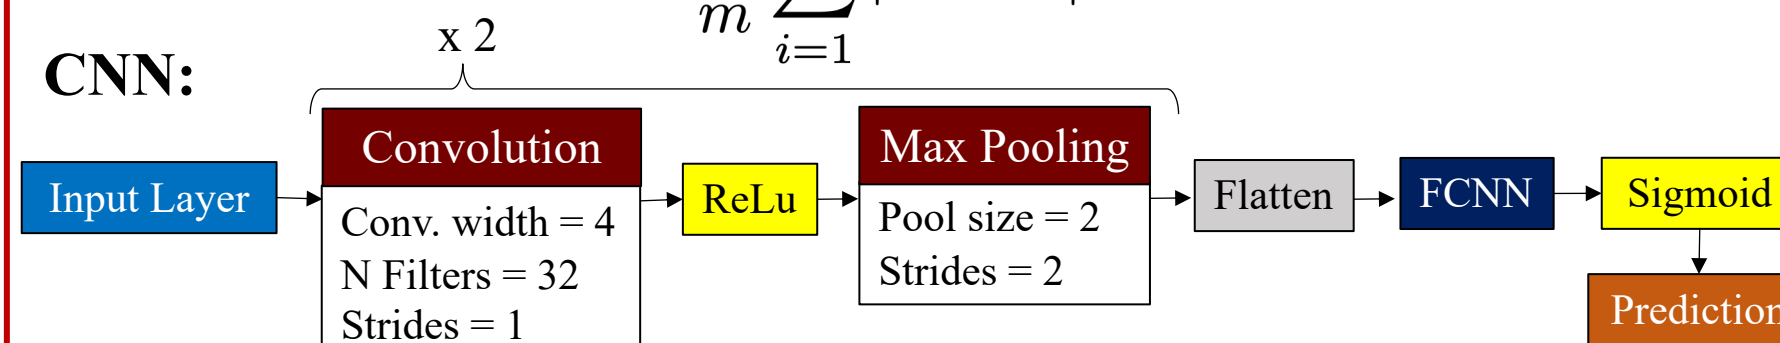 x 2
m ∑ i=1
CNN:
Input Layer
Convolution
Conv. width = 4
N Filters = 32
Strides = 1
ReLu
Max Pooling
Pool size = 2
Strides = 2
Flatten
FCNN
Sigmoid
Prediction